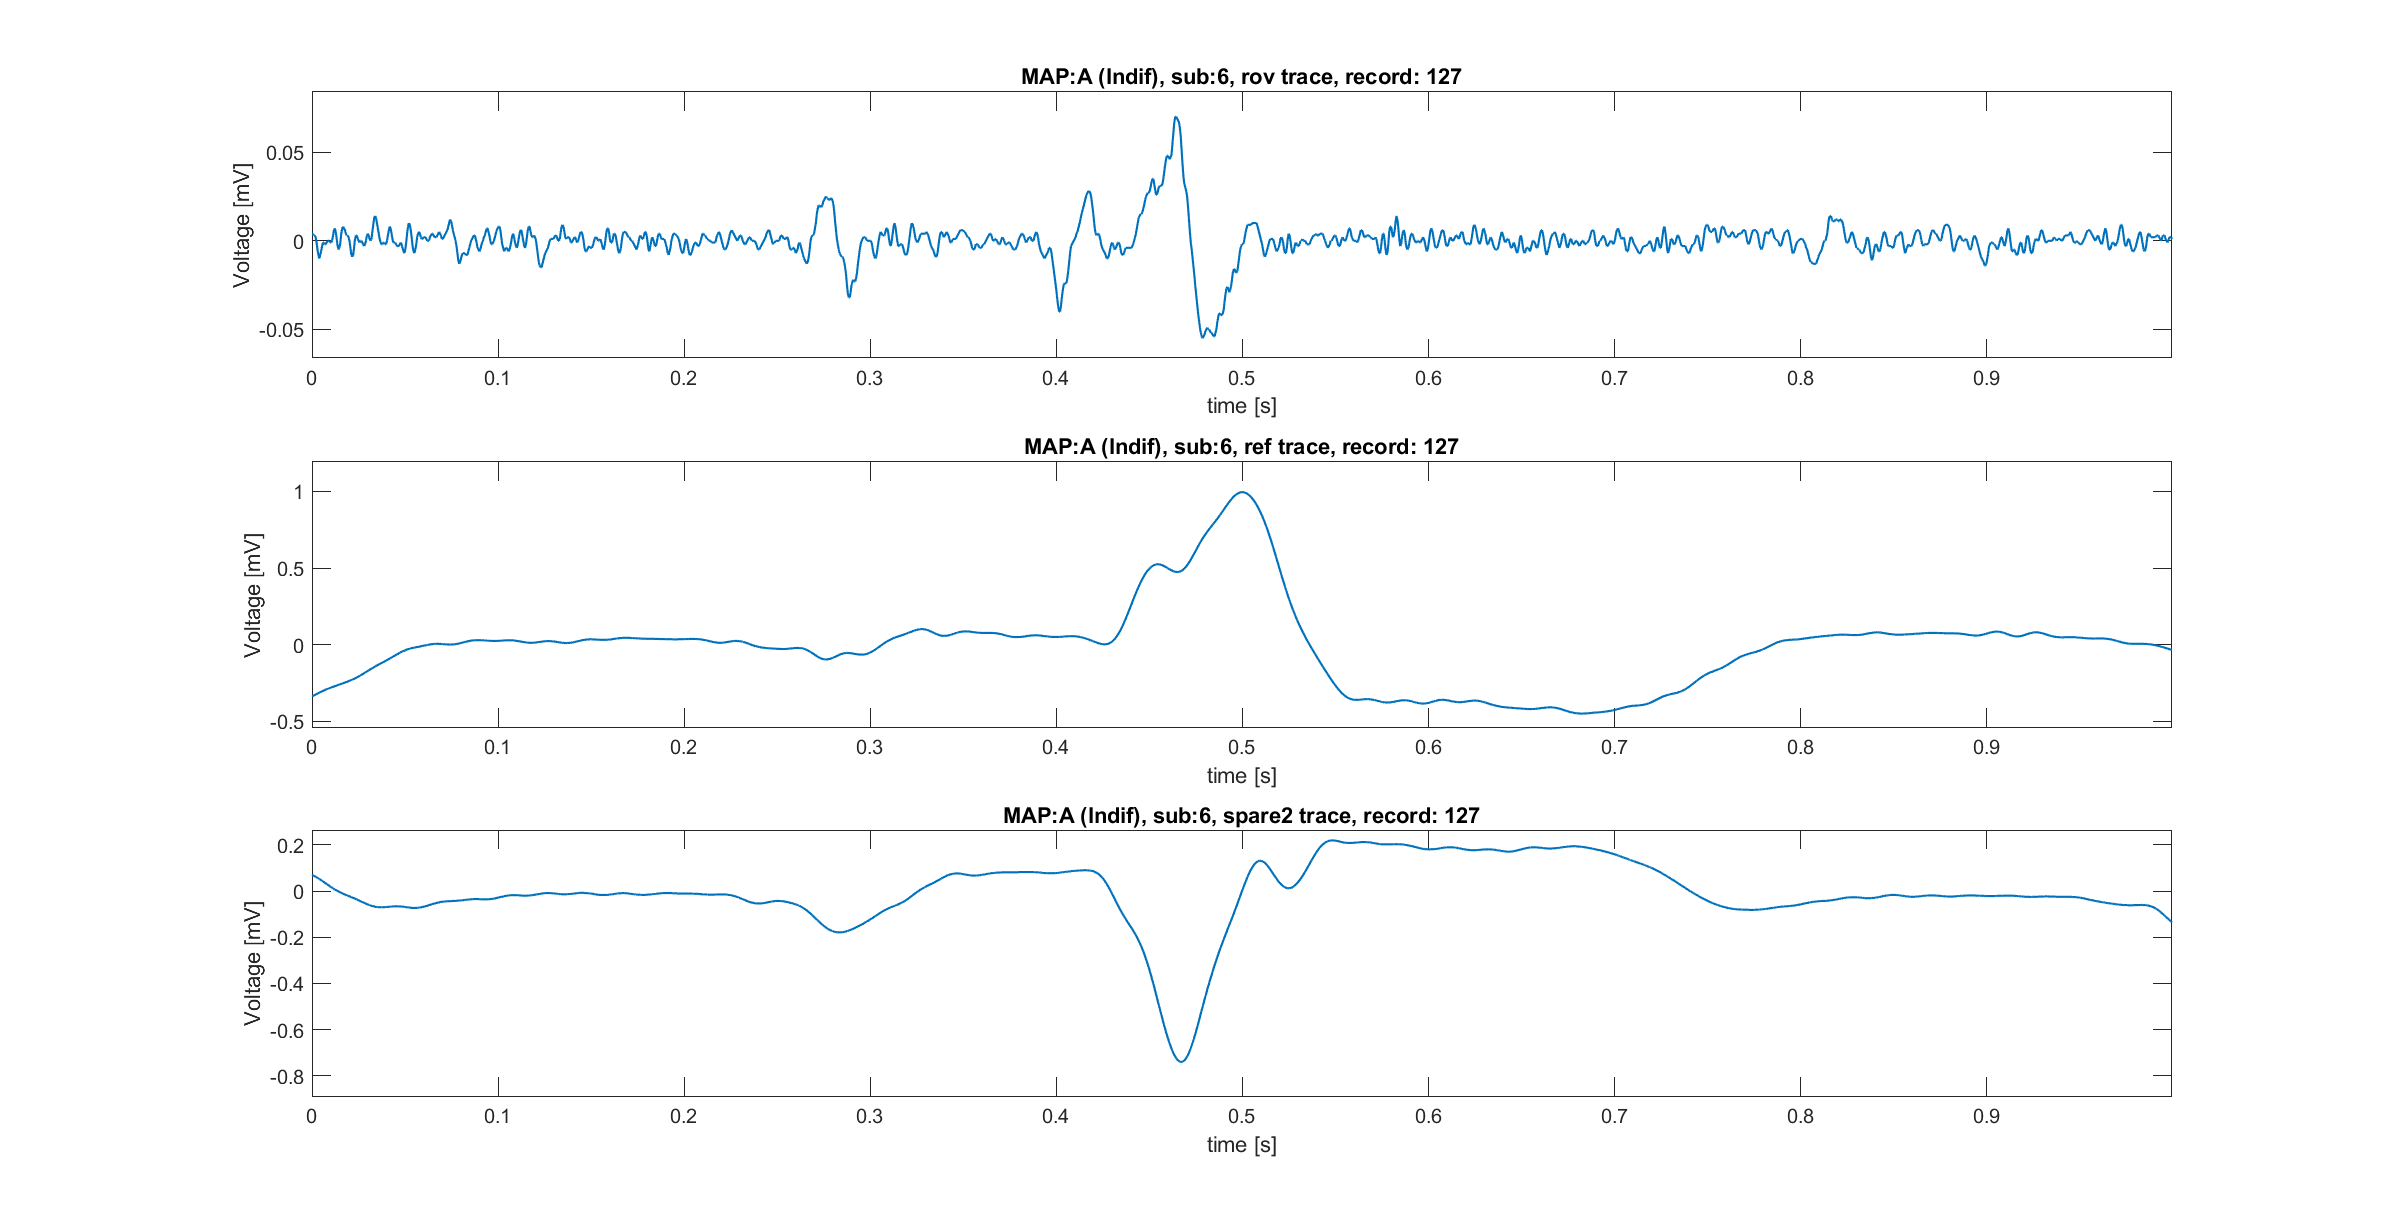 MAP:A (Indif), sub:6, rov trace, record: 127
Voltage [mV]
0.05
0
-0.05
0 0.1 0.2 0.3 0.4 0.5 0.6 0.7 0.8 0.9
time [s]
MAP:A (Indif), sub:6, ref trace, record: 127
Voltage [mV]
1
0.5
0
-0.5
0 0.1 0.2 0.3 0.4 0.5 0.6 0.7 0.8 0.9
time [s]
MAP:A (Indif), sub:6, spare2 trace, record: 127
Voltage [mV]
0.2
0
-0.2
-0.4
-0.6
-0.8
0 0.1 0.2 0.3 0.4 0.5 0.6 0.7 0.8 0.9
time [s]